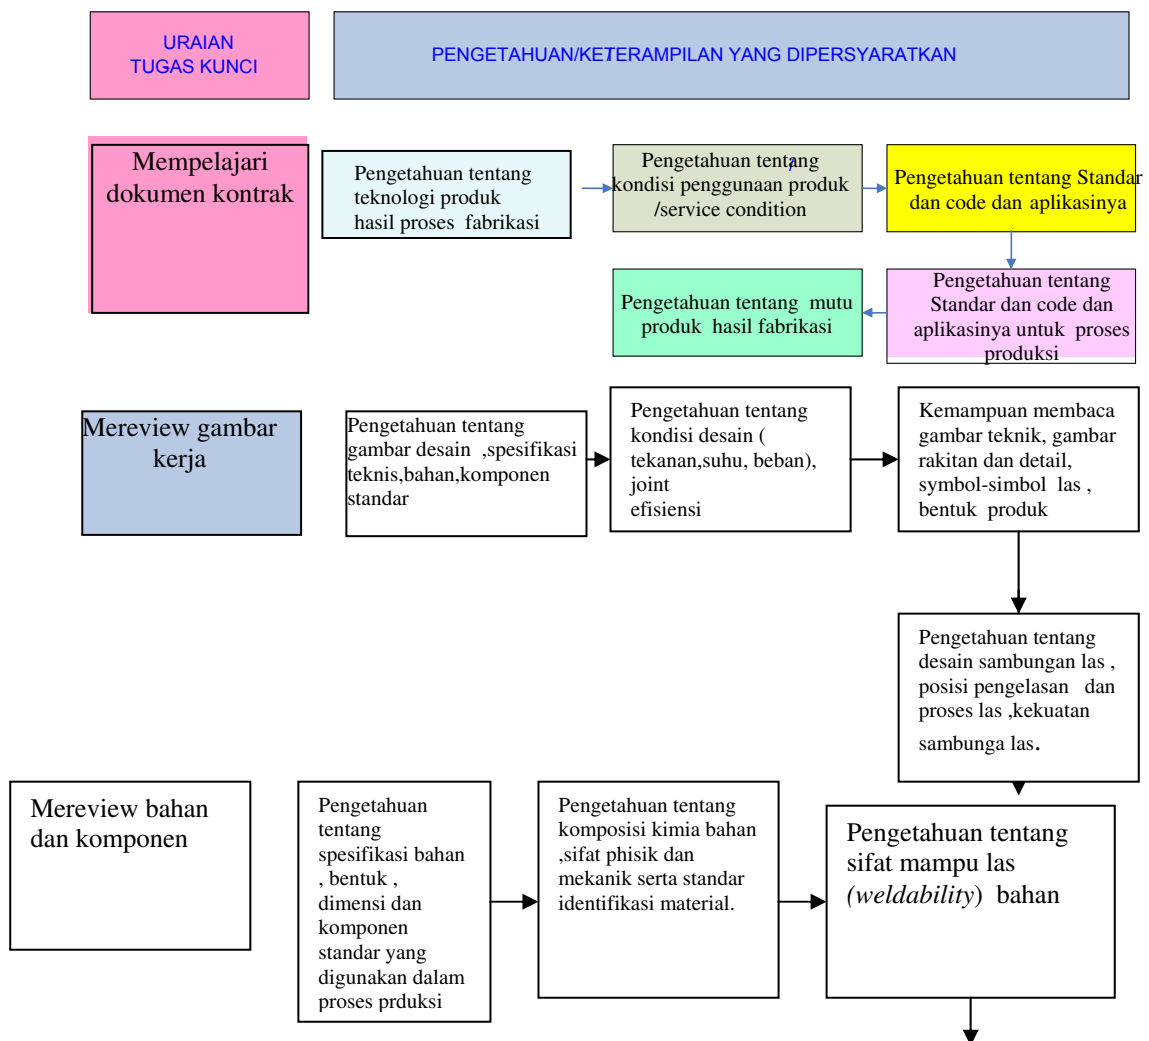 URAIAN
TUGAS KUNCI
PENGETAHUAN/KETERAMPILAN YANG DIPERSYARATKAN
Mempelajari
dokumen kontrak
Pengetahuan tentang
teknologi produk
hasil proses fabrikasi
Pengetahuan tentang
kondisi penggunaan produk
/service condition
Pengetahuan tentang Standar
dan code dan aplikasinya
Pengetahuan tentang mutu
produk hasil fabrikasi
Pengetahuan tentang
Standar dan code dan
aplikasinya untuk proses
produksi
Mereview gambar
kerja
Pengetahuan tentang
gambar desain ,spesifikasi
teknis,bahan,komponen
standar
Pengetahuan tentang
kondisi desain (
tekanan,suhu, beban),
joint
efisiensi
Kemampuan membaca
gambar teknik, gambar
rakitan dan detail,
symbol-simbol las ,
bentuk produk
Pengetahuan tentang
desain sambungan las ,
posisi pengelasan dan
proses las ,kekuatan
sambunga las.
Mereview bahan
dan komponen
Pengetahuan
tentang
spesifikasi bahan
, bentuk ,
dimensi dan
komponen
standar yang
digunakan dalam
proses prduksi
Pengetahuan tentang
komposisi kimia bahan
,sifat phisik dan
mekanik serta standar
identifikasi material.
Pengetahuan tentang
sifat mampu las
(weldability) bahan